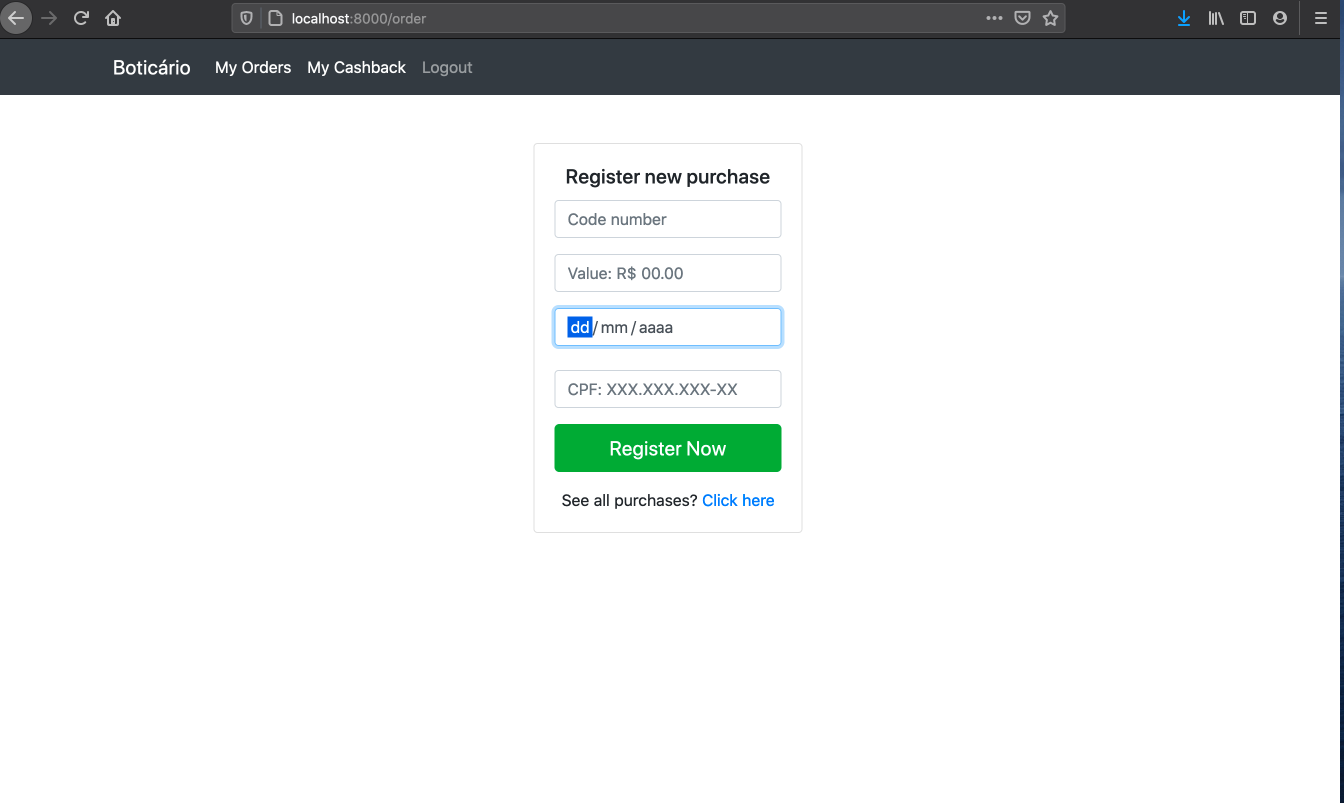 localhost:8000/order
Boticário My Orders My Cashback Logout
Register new purchase
Code number
Value: R$ 00.00
dd/mm/aaaa
CPF: XXX.XXX.XXX-XX
Register Now
See all purchases? Click here